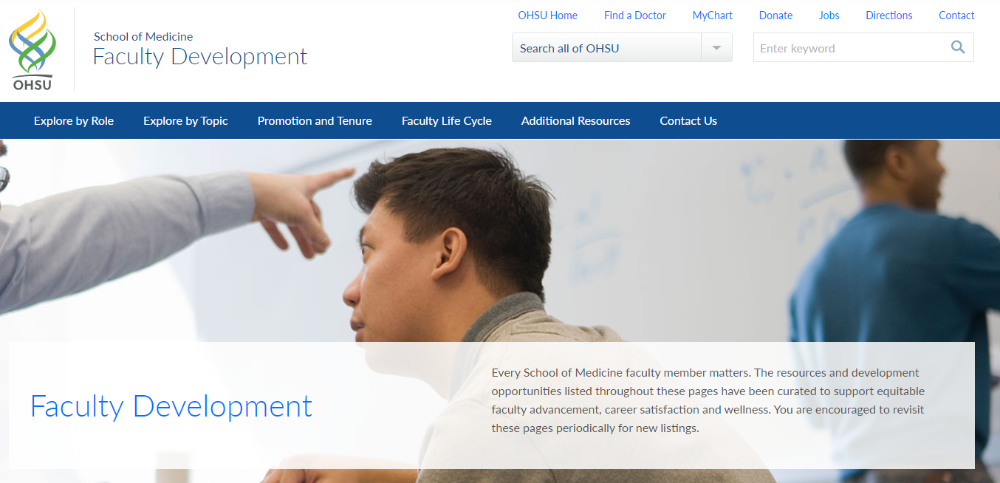 OHSU Home Find a Doctor MyChart Donate Jobs Directions Contact
School of Medicine
Faculty Development
Search all of OHSU
Enter keyword
OHSU
Explore by Role Explore by Topic Promotion and Tenure Faculty Life Cycle Additional Resources Contact Us
Faculty Development
Every School of Medicine faculty member matters. The resources and development
opportunities listed throughout these pages have been curated to support equitable
faculty advancement, career satisfaction and wellness. You are encouraged to revisit
these pages periodically for new listings.